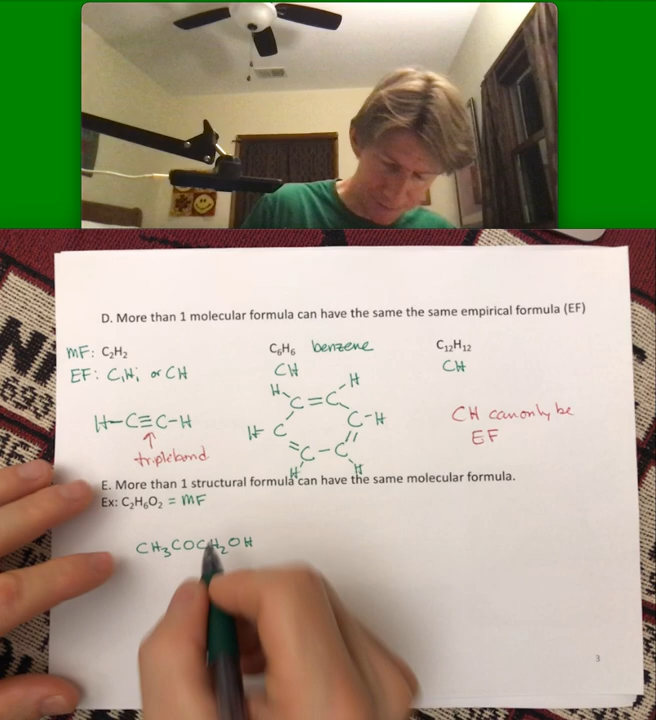 D. More than 1 molecular formula can have the same the same empirical formula (EF)
MF: C₂H₂
C₆H₆ benzene
C₁₂H₁₂
EF: C₁H₁ or CH
CH
CH
H-C≡C-H
triplebond
H
H
C=C
H
C
C-H
C-C
H
H
CH can only be
EF
E. More than 1 structural formula can have the same molecular formula.
Ex: C₂H₆O₂ = MF
CH₃COCH₂OH
3